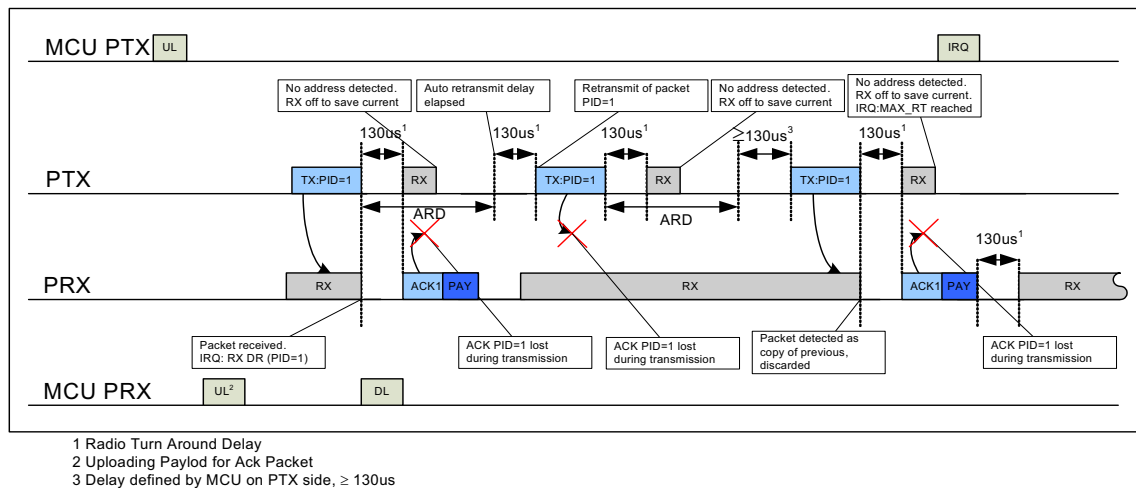 MCU PTX
UL
IRQ
No address detected.
RX off to save current
Auto retransmit delay
elapsed
Retransmit of packet
PID=1
No address detected.
RX off to save current
No address detected.
RX off to save current.
IRQ:MAX_RT reached
130us¹
130us¹
130us¹
≥130us³
130us¹
PTX
TX:PID=1
RX
TX:PID=1
RX
TX:PID=1
RX
ARD
ARD
130us¹
PRX
RX
ACK1
PAY
RX
ACK1
PAY
RX
Packet received.
IRQ: RX DR (PID=1)
ACK PID=1 lost
during transmission
ACK PID=1 lost
during transmission
Packet detected as
copy of previous,
discarded
ACK PID=1 lost
during transmission
MCU PRX
UL²
DL
1 Radio Turn Around Delay
2 Uploading Paylod for Ack Packet
3 Delay defined by MCU on PTX side, ≥ 130us